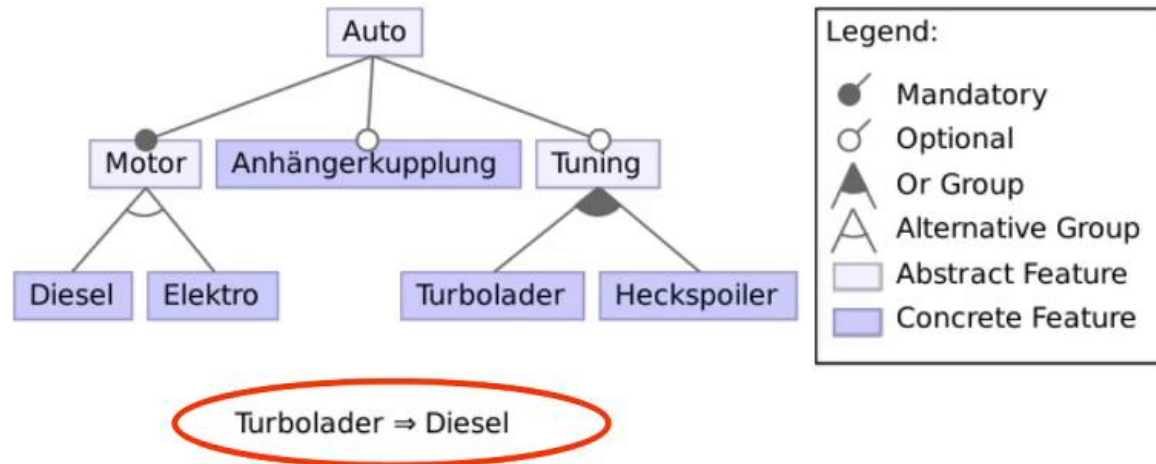 Auto
Motor
Anhängerkupplung
Tuning
Diesel
Elektro
Turbolader
Heckspoiler
Legend:
Mandatory
Optional
Or Group
Alternative Group
Abstract Feature
Concrete Feature
Turbolader ⇒ Diesel